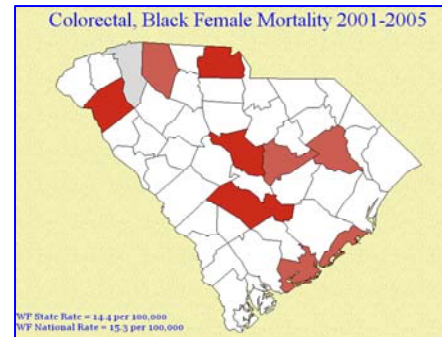 Colorectal, Black Female Mortality 2001-2005
WF State Rate = 14.4 per 100,000
WF National Rate = 15.3 per 100,000